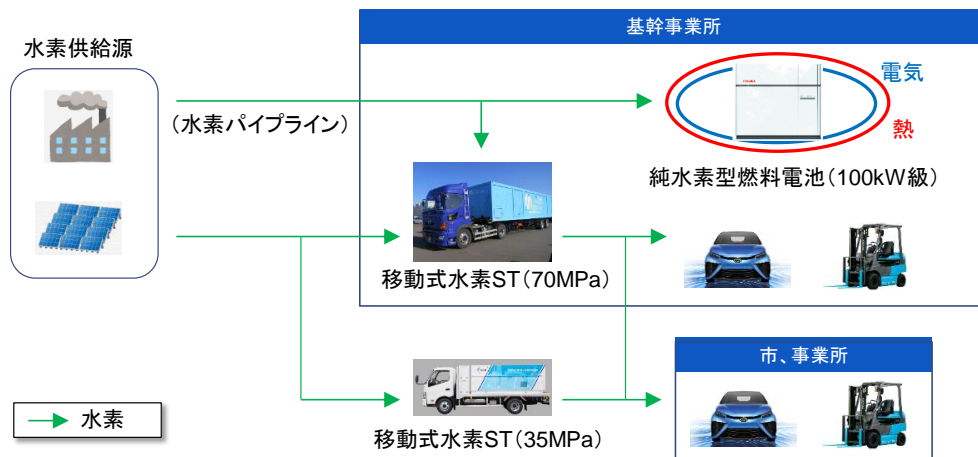 基幹事業所
水素供給源
電気
(水素パイプライン)
熱
純水素型燃料電池(100kW級)
移動式水素ST(70MPa)
市、事業所
水素
移動式水素ST(35MPa)